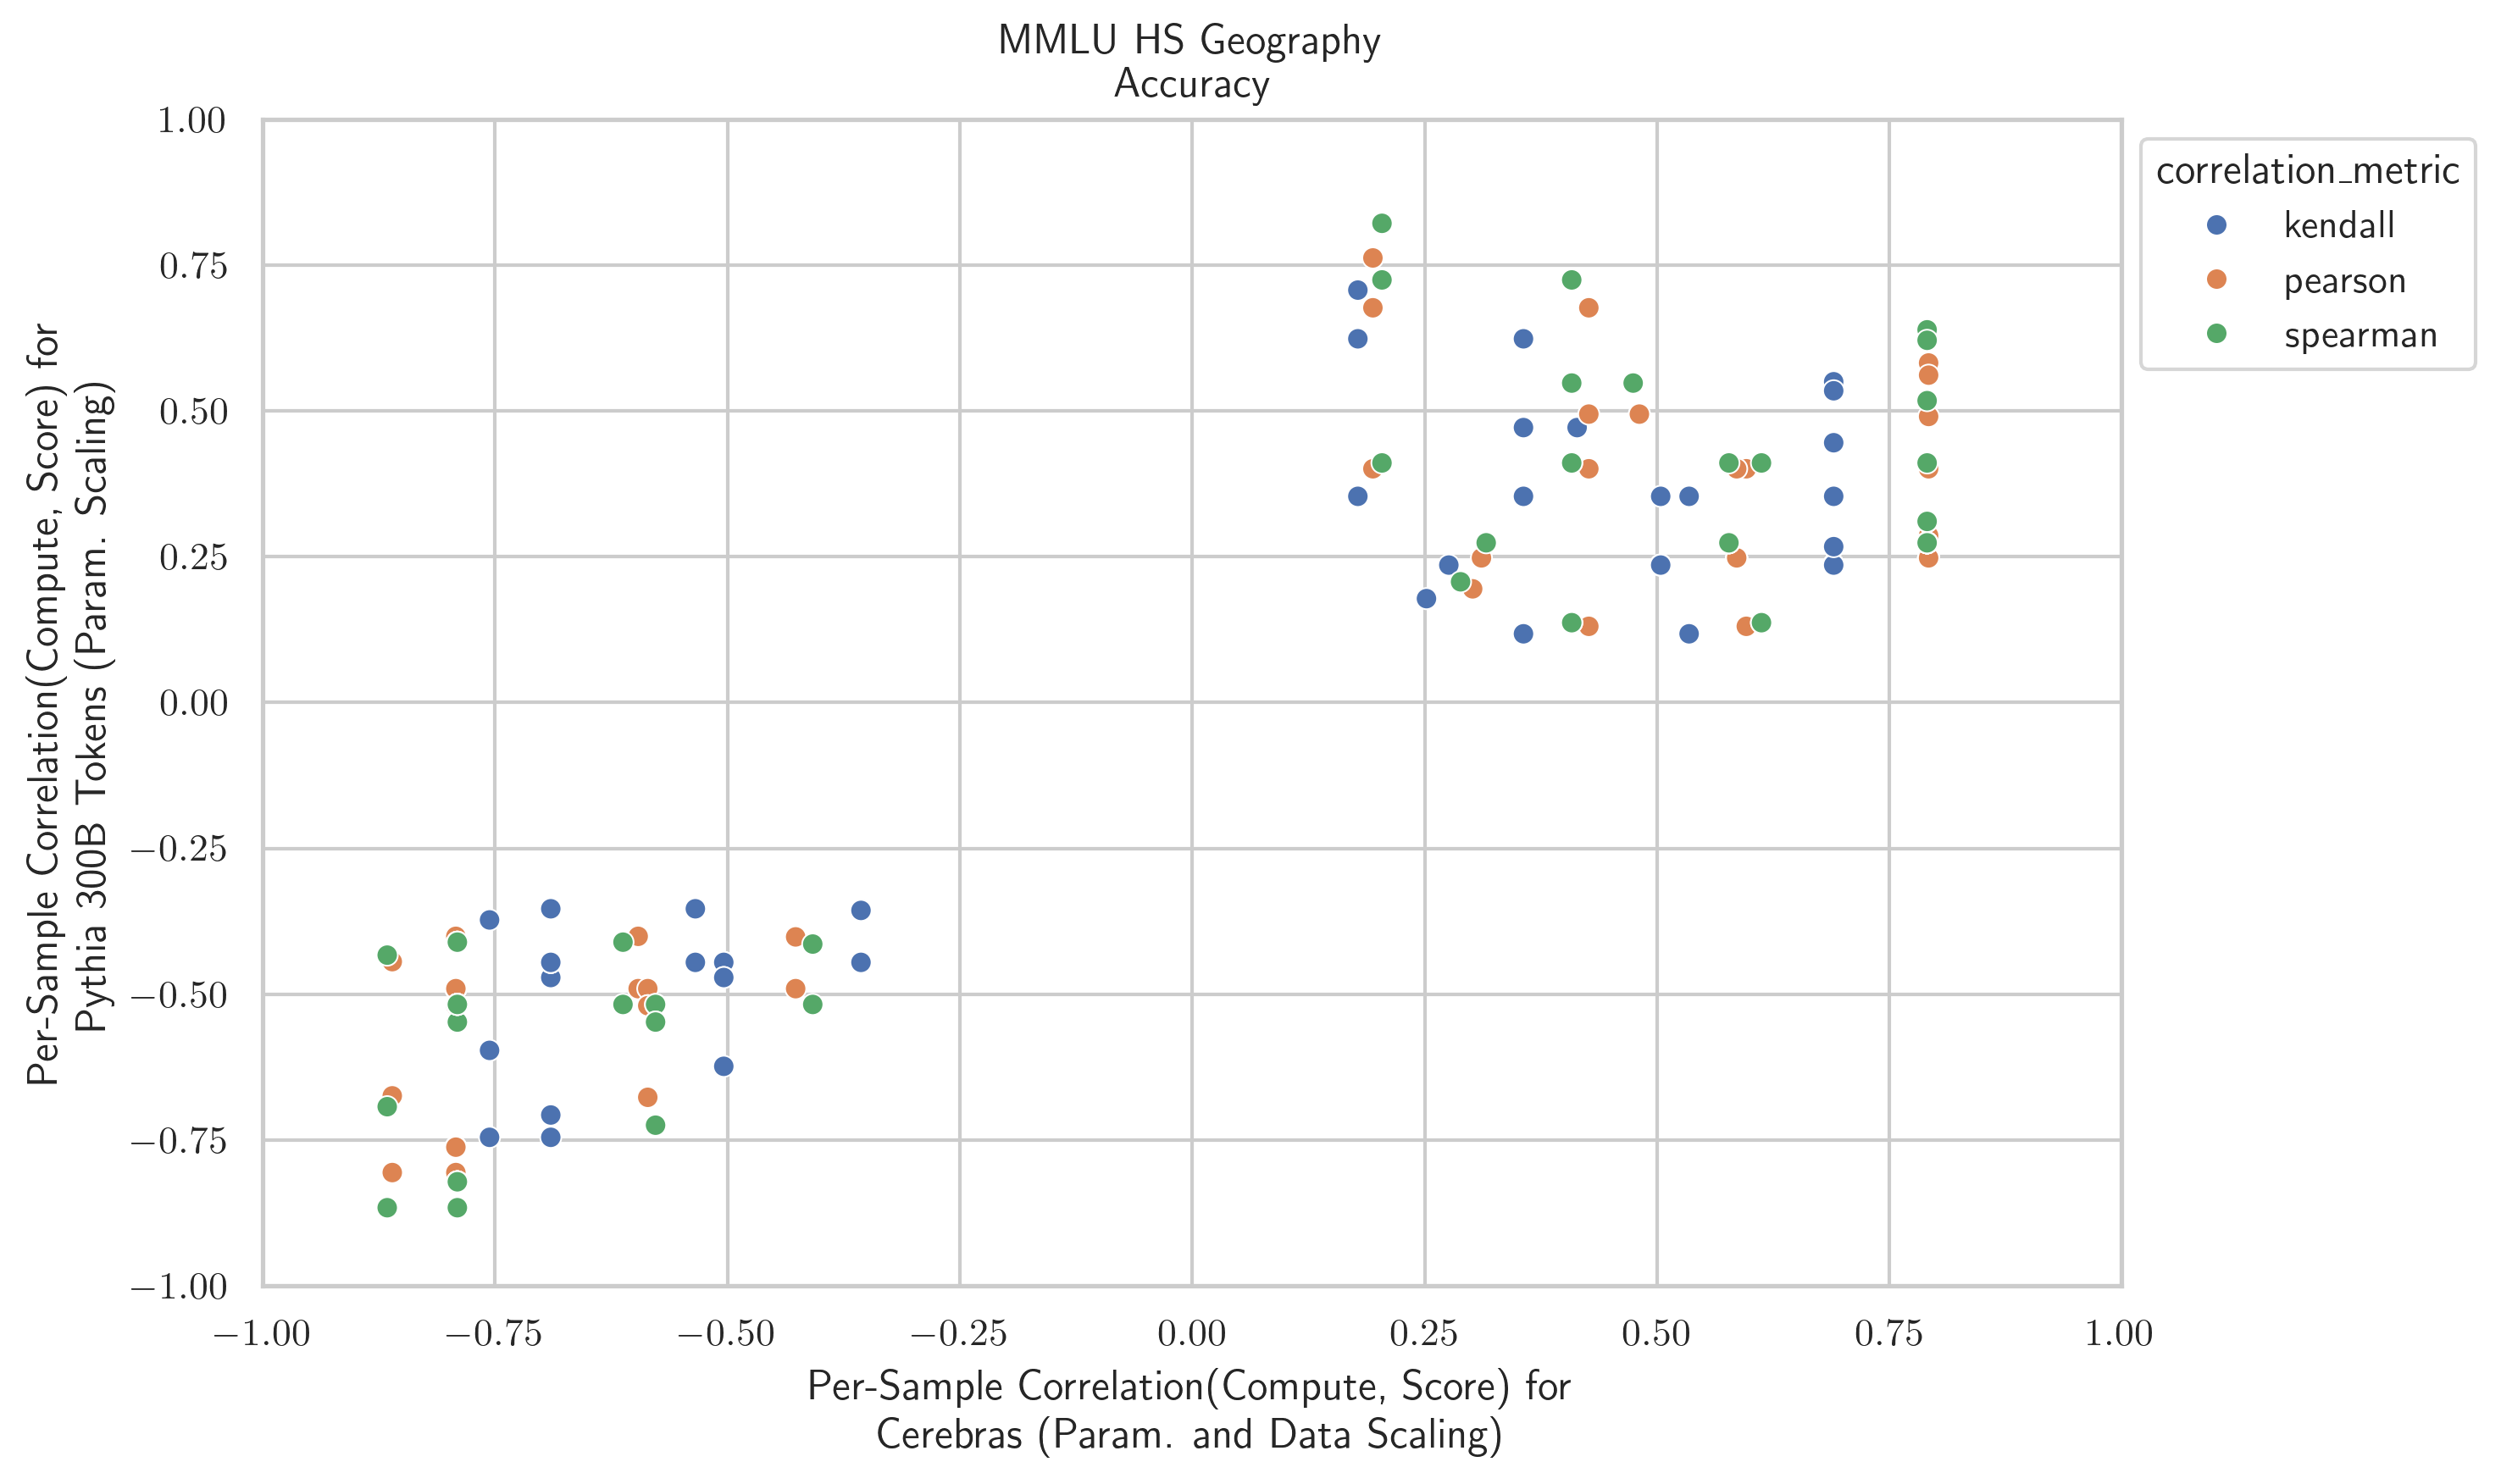 MMLU HS Geography
Accuracy
Per-Sample Correlation(Compute, Score) for
Pythia 300B Tokens (Param. Scaling)
1.00
0.75
0.50
0.25
0.00
−0.25
−0.50
−0.75
−1.00
−1.00 −0.75 −0.50 −0.25 0.00 0.25 0.50 0.75 1.00
Per-Sample Correlation(Compute, Score) for
Cerebras (Param. and Data Scaling)
correlation_metric
kendall
pearson
spearman